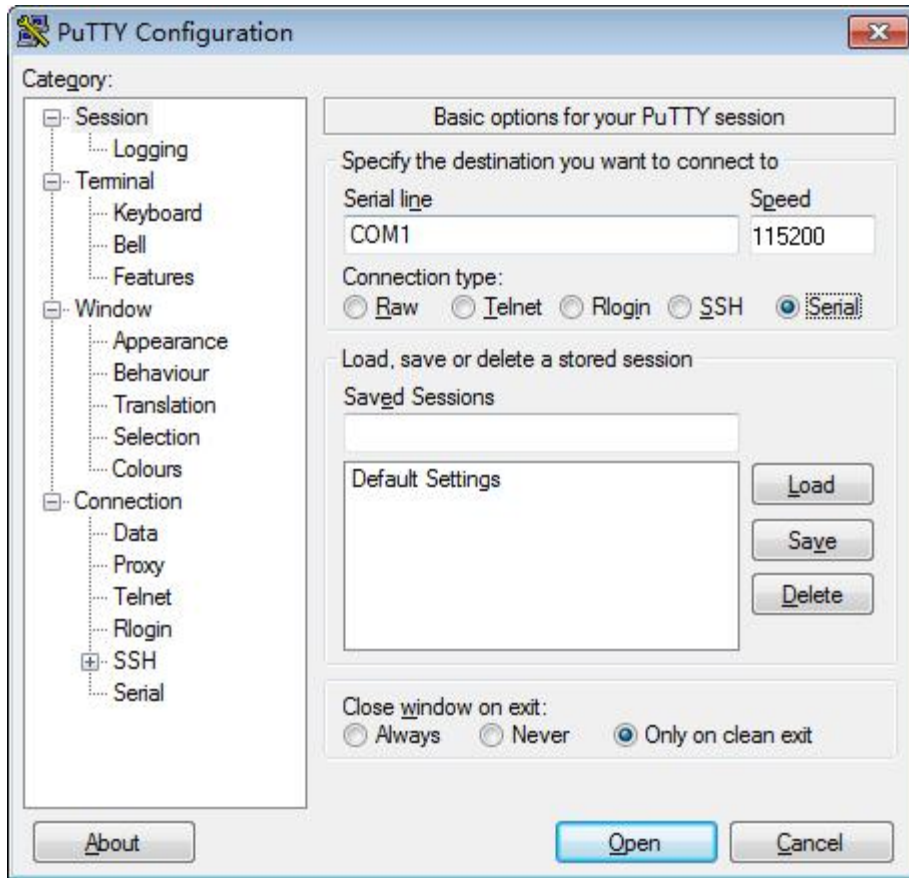 PuTTY Configuration
Category:
Session
Logging
Terminal
Keyboard
Bell
Features
Window
Appearance
Behaviour
Translation
Selection
Colours
Connection
Data
Proxy
Telnet
Rlogin
SSH
Serial
Basic options for your PuTTY session
Specify the destination you want to connect to
Serial line Speed
COM1 115200
Connection type:
Raw Telnet Rlogin SSH Serial
Load, save or delete a stored session
Saved Sessions
Default Settings
Load
Save
Delete
Close window on exit:
Always Never Only on clean exit
About Open Cancel